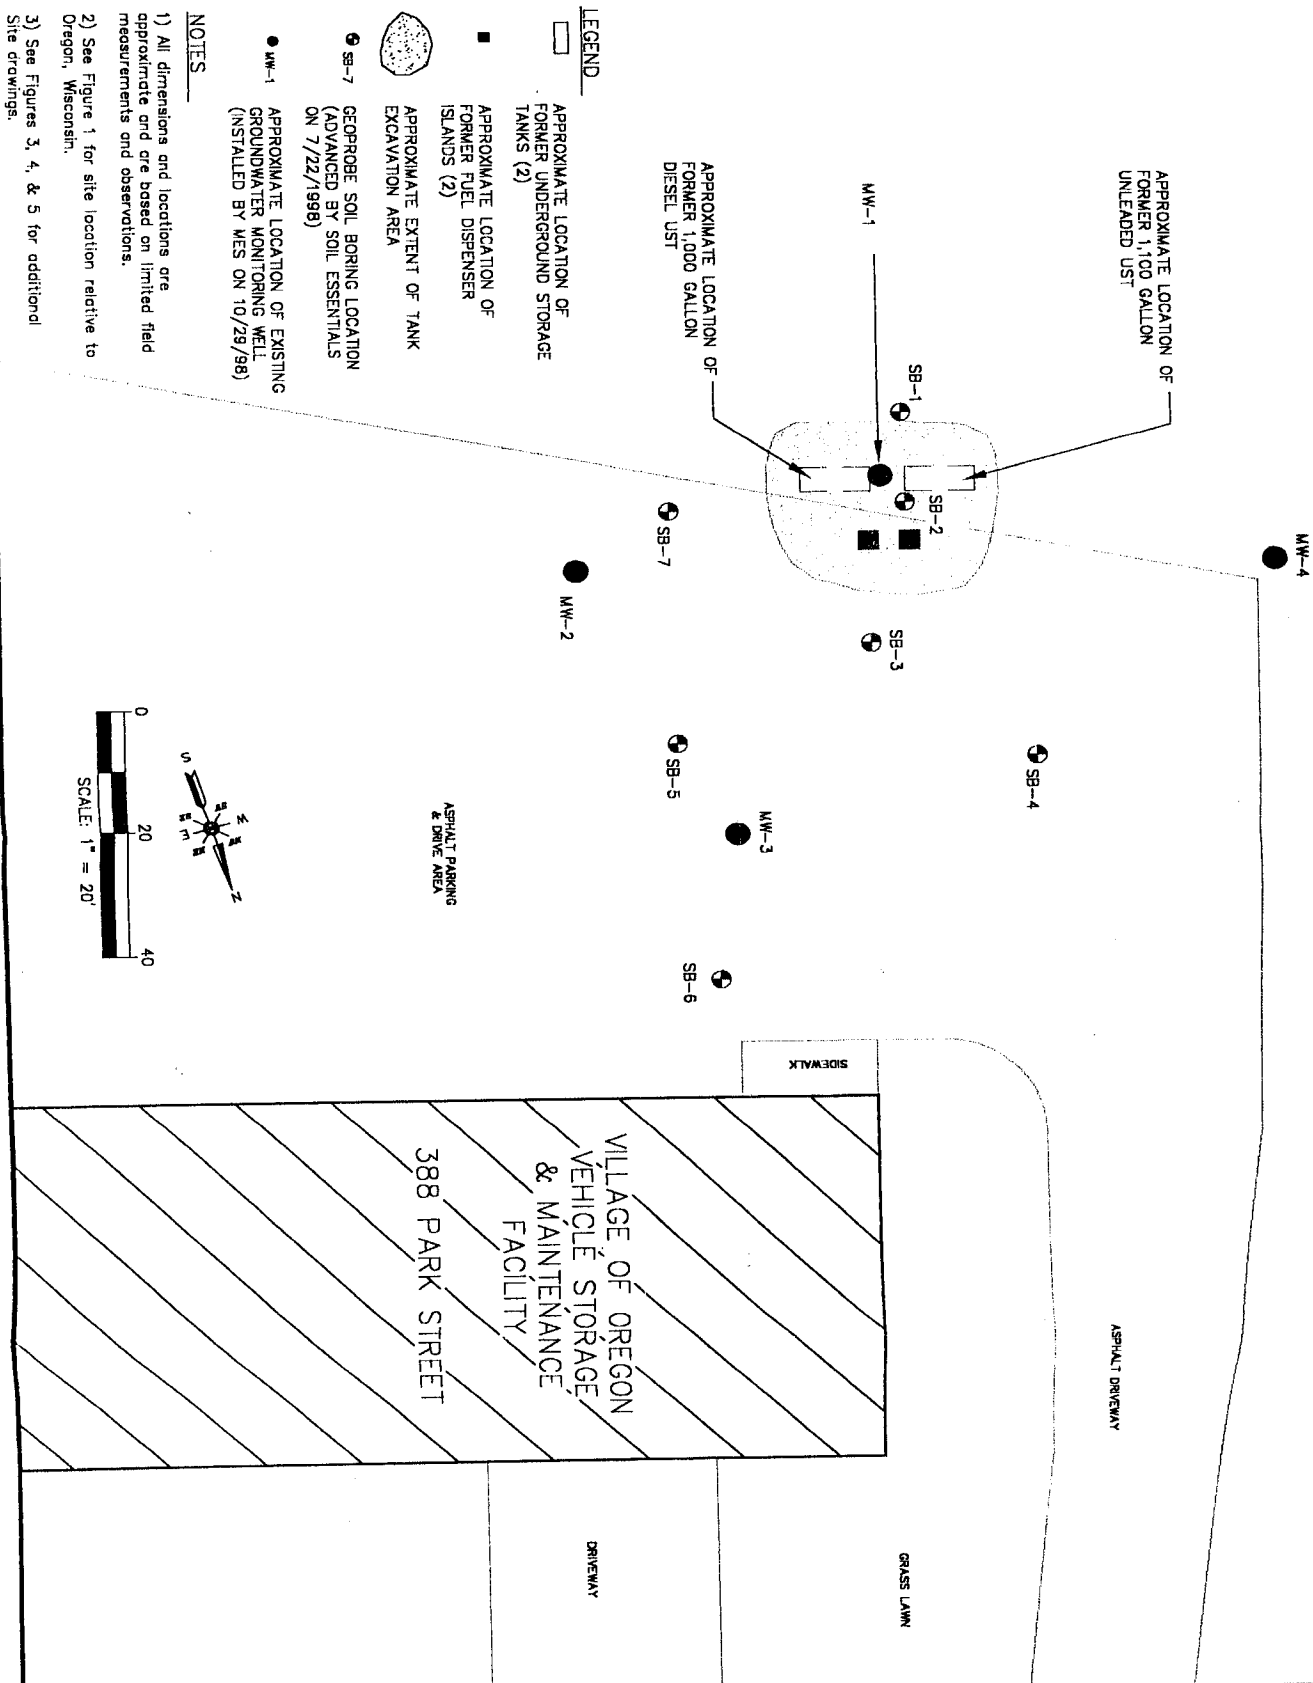 LEGEND
APPROXIMATE LOCATION OF
FORMER UNDERGROUND STORAGE
TANKS (2)
APPROXIMATE LOCATION OF
FORMER FUEL DISPENSER
ISLANDS (2)
APPROXIMATE EXTENT OF TANK
EXCAVATION AREA
SB-7
GEOPROBE SOIL BORING LOCATION
(ADVANCED BY SOIL ESSENTIALS
ON 7/22/1998)
MW-1
APPROXIMATE LOCATION OF EXISTING
GROUNDWATER MONITORING WELL
(INSTALLED BY MES ON 10/29/98)
NOTES
1) All dimensions and locations are
approximate and are based on limited field
measurements and observations.
2) See Figure 1 for site location relative to
Oregon, Wisconsin.
3) See Figures 3, 4, & 5 for additional
Site drawings.
APPROXIMATE LOCATION OF
FORMER 1,100 GALLON
UNLEADED UST
MW-1
APPROXIMATE LOCATION OF
FORMER 1,000 GALLON
DIESEL UST
MW-4
SB-1
SB-2
SB-7
MW-2
SB-3
SB-4
SB-5
MW-3
SB-6
ASPHALT PARKING
& DRIVE AREA
S
N
E
0
20
40
SCALE: 1" = 20'
SIDEWALK
VILLAGE OF OREGON
VEHICLE STORAGE
& MAINTENANCE
FACILITY
388 PARK STREET
ASPHALT DRIVEWAY
GRASS LAWN
DRIVEWAY